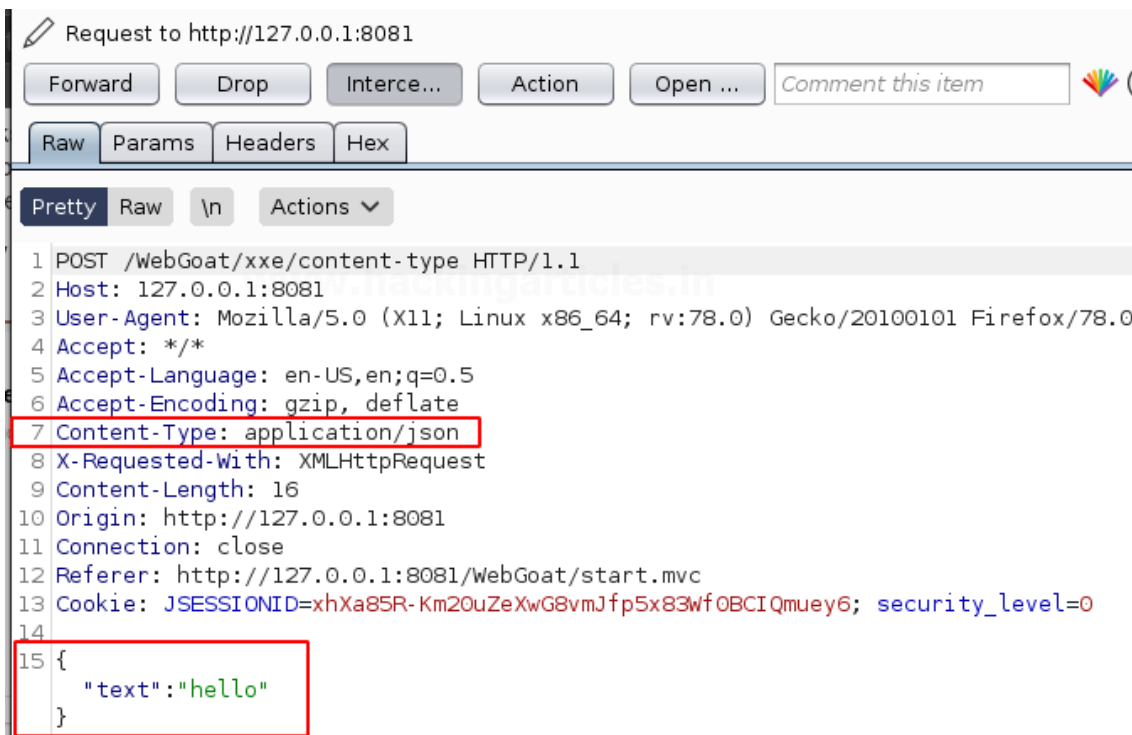 Request to http://127.0.0.1:8081
Forward Drop Interce... Action Open ... Comment this item
Raw Params Headers Hex
Pretty Raw \n Actions
1 POST /WebGoat/xxe/content-type HTTP/1.1
www.hackingarticles.in
2 Host: 127.0.0.1:8081
3 User-Agent: Mozilla/5.0 (X11; Linux x86_64; rv:78.0) Gecko/20100101 Firefox/78.0
4 Accept: */*
5 Accept-Language: en-US,en;q=0.5
6 Accept-Encoding: gzip, deflate
7 Content-Type: application/json
8 X-Requested-With: XMLHttpRequest
9 Content-Length: 16
10 Origin: http://127.0.0.1:8081
11 Connection: close
12 Referer: http://127.0.0.1:8081/WebGoat/start.mvc
13 Cookie: JSESSIONID=xhXa85R-Km2OuZeXwG8vmJfp5x83Wf0BCIQmuey6; security_level=0
14
15 {
"text":"hello"
}